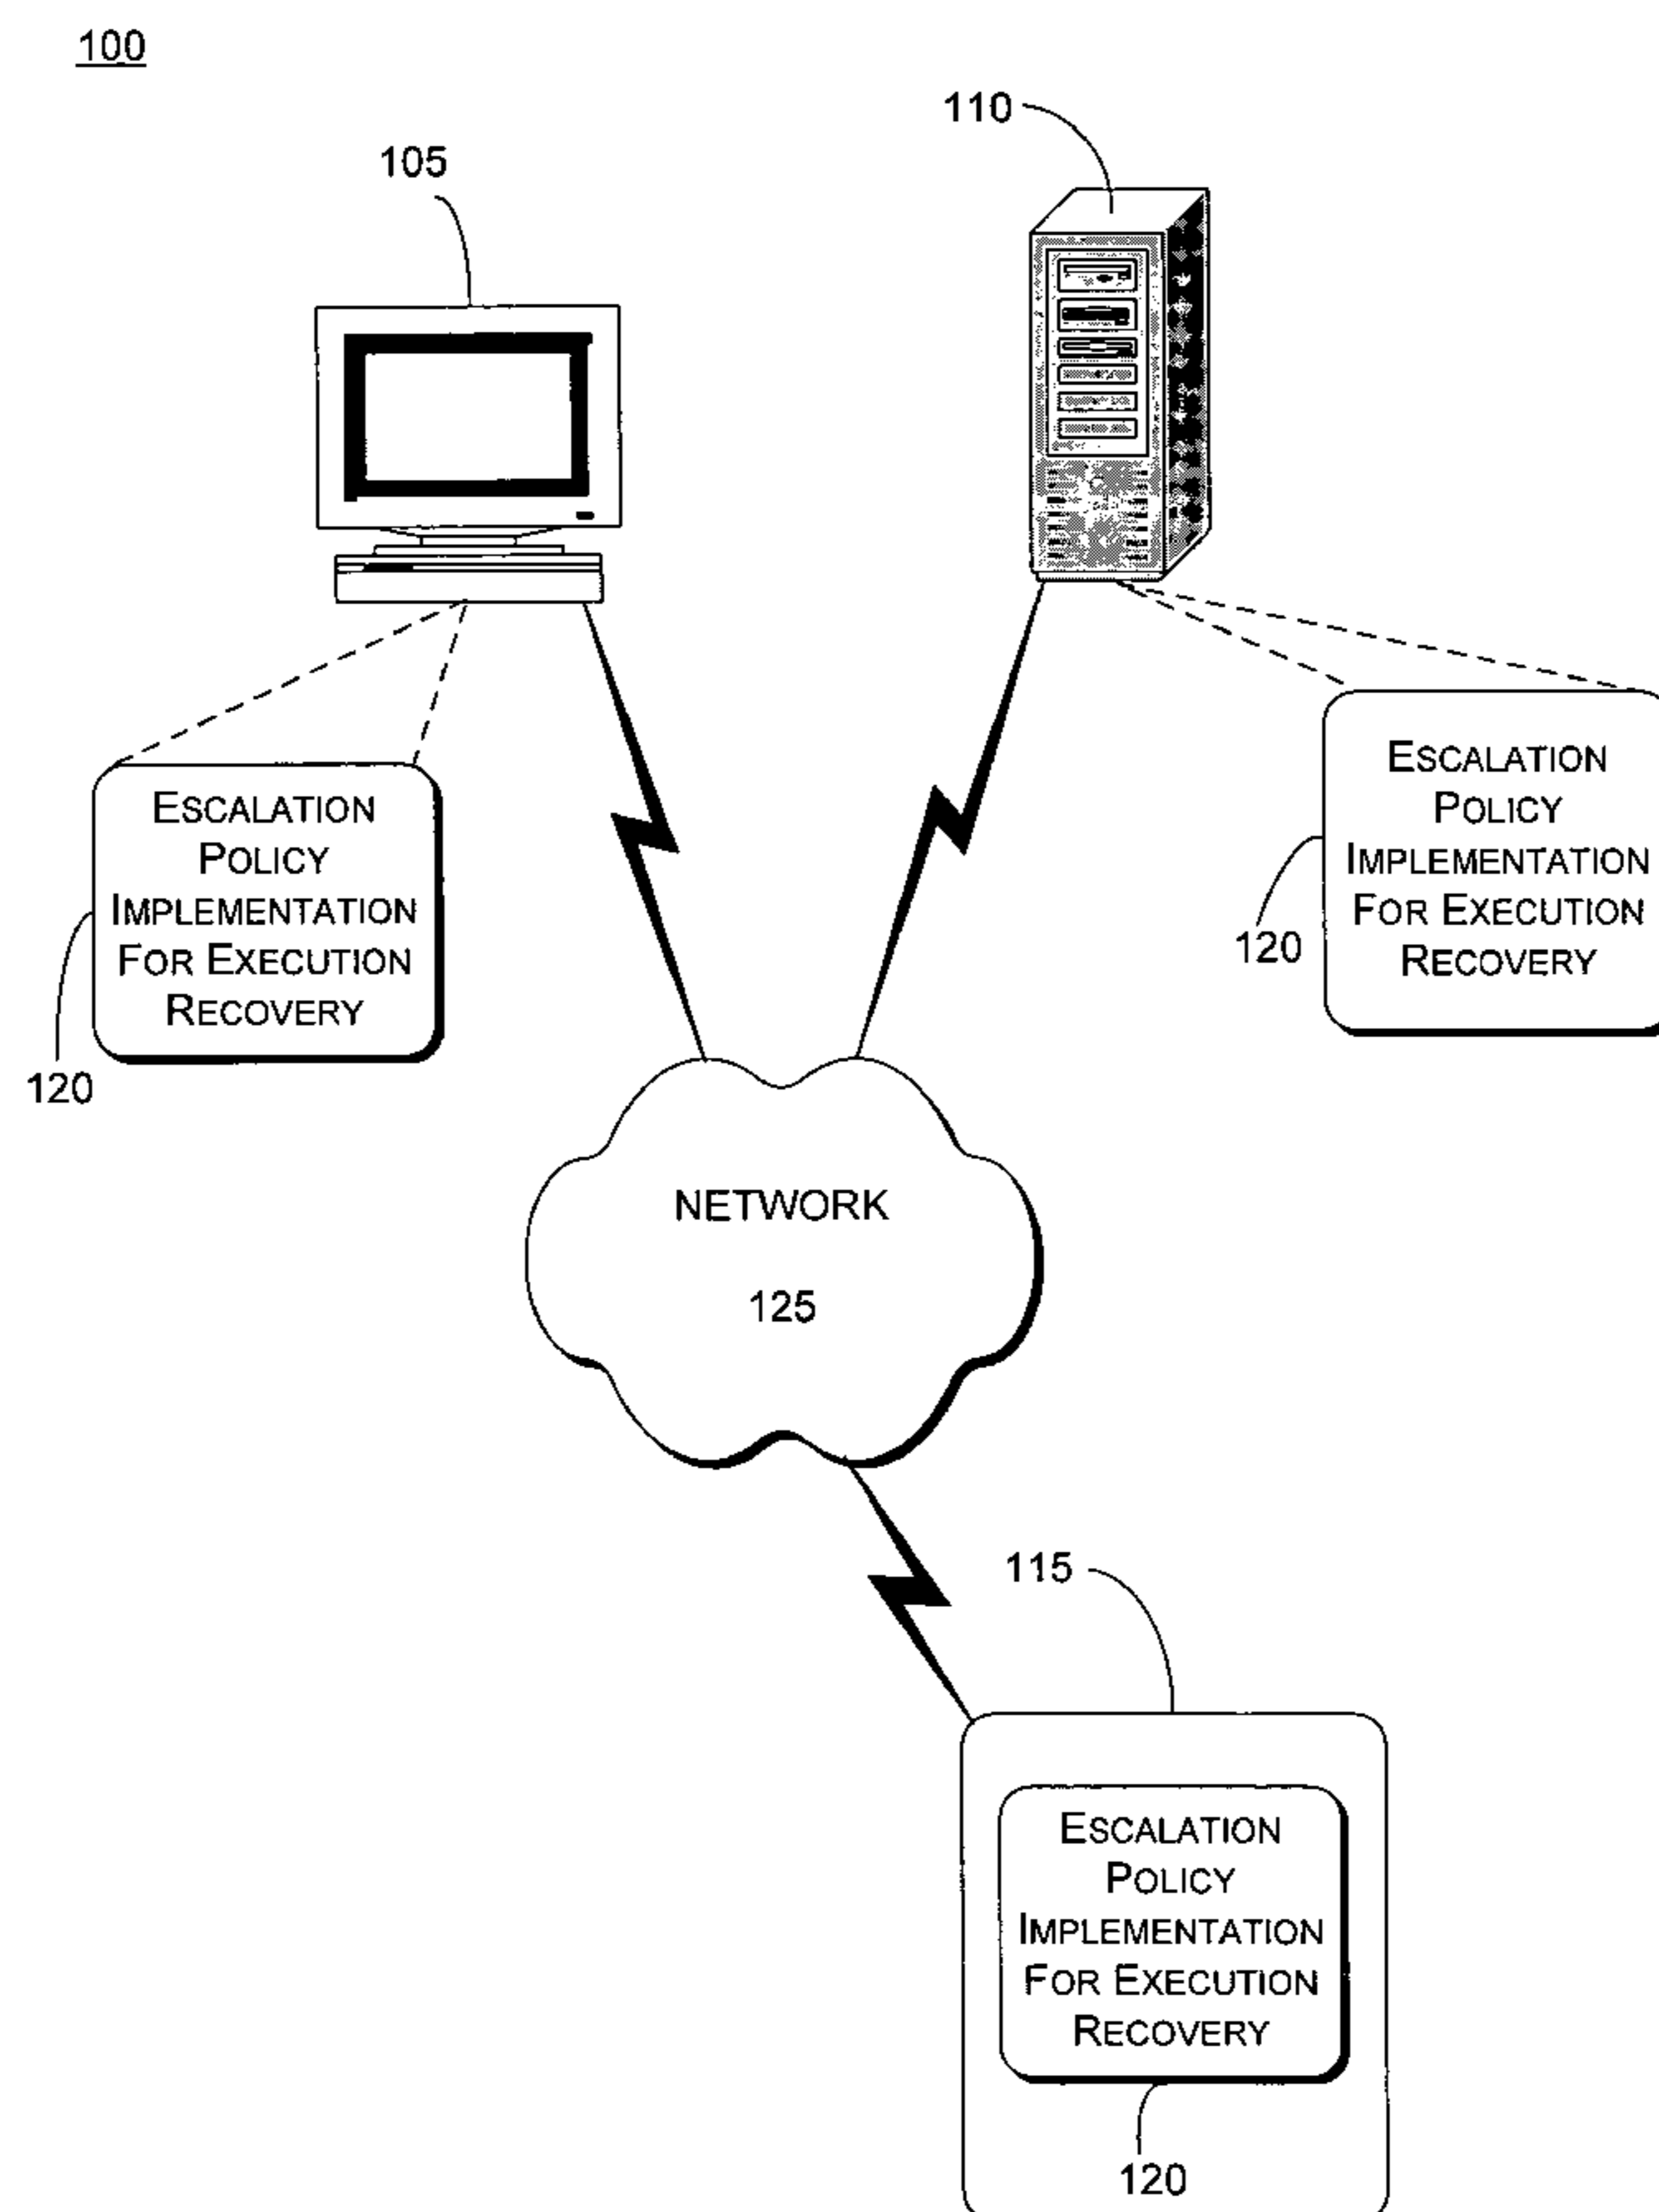 100
110
105
ESCALATION
POLICY
IMPLEMENTATION
FOR EXECUTION
RECOVERY
120
ESCALATION
POLICY
IMPLEMENTATION
FOR EXECUTION
RECOVERY
120
NETWORK
125
115
ESCALATION
POLICY
IMPLEMENTATION
FOR EXECUTION
RECOVERY
120